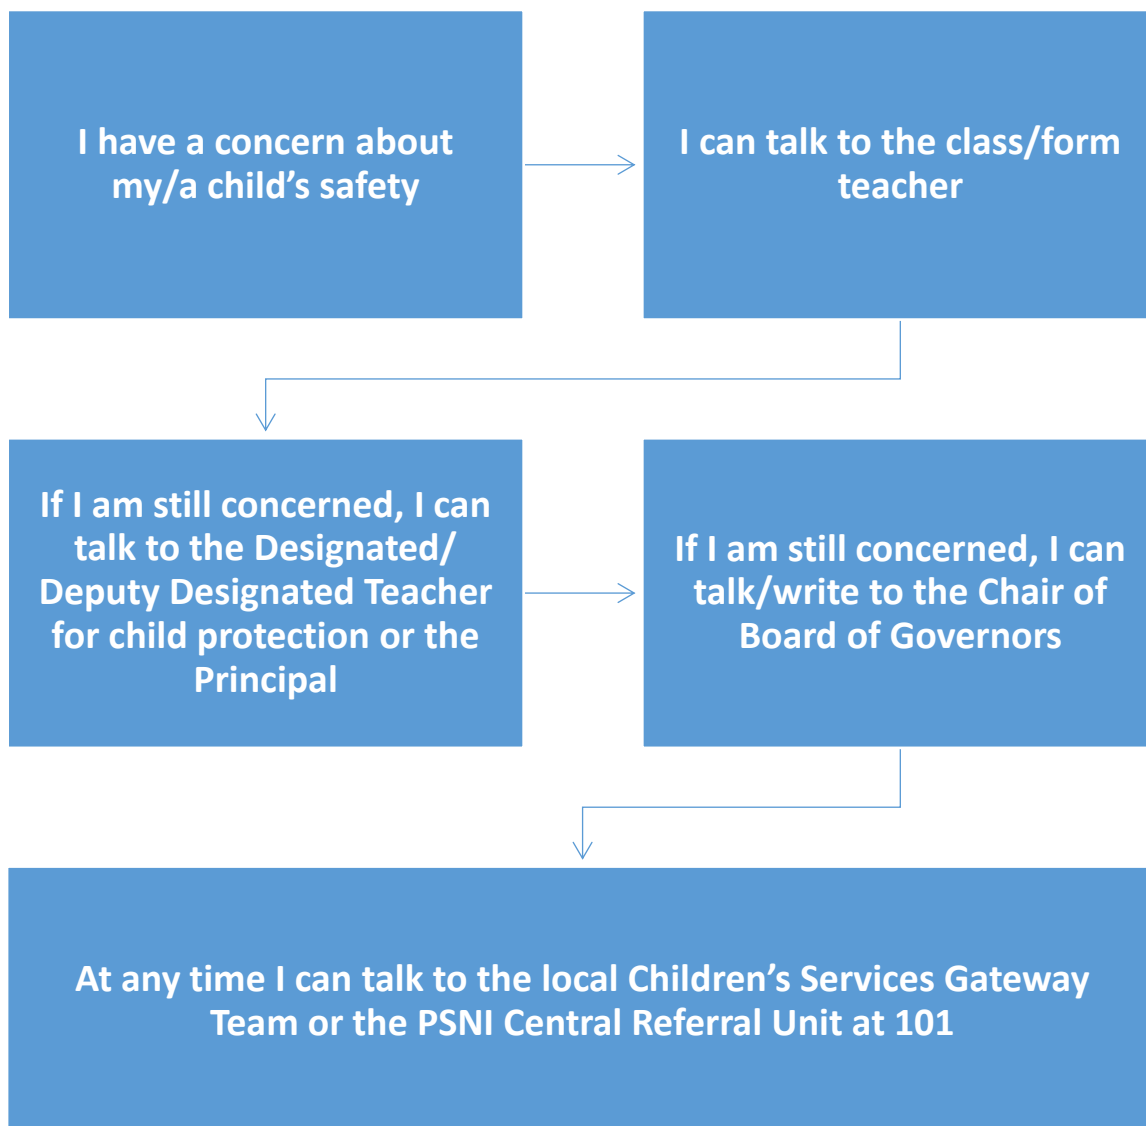 I have a concern about
my/a child’s safety
I can talk to the class/form
teacher
If I am still concerned, I can
talk to the Designated/
Deputy Designated Teacher
for child protection or the
Principal
If I am still concerned, I can
talk/write to the Chair of
Board of Governors
At any time I can talk to the local Children’s Services Gateway
Team or the PSNI Central Referral Unit at 101